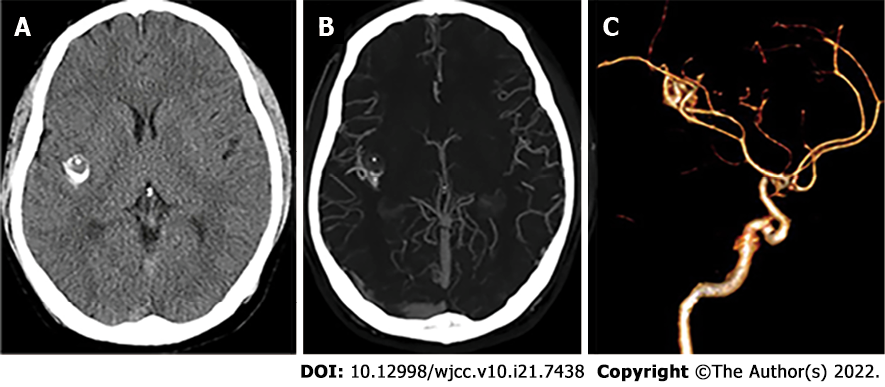 A B C
DOI: 10.12998/wjcc.v10.i21.7438 Copyright ©The Author(s) 2022.